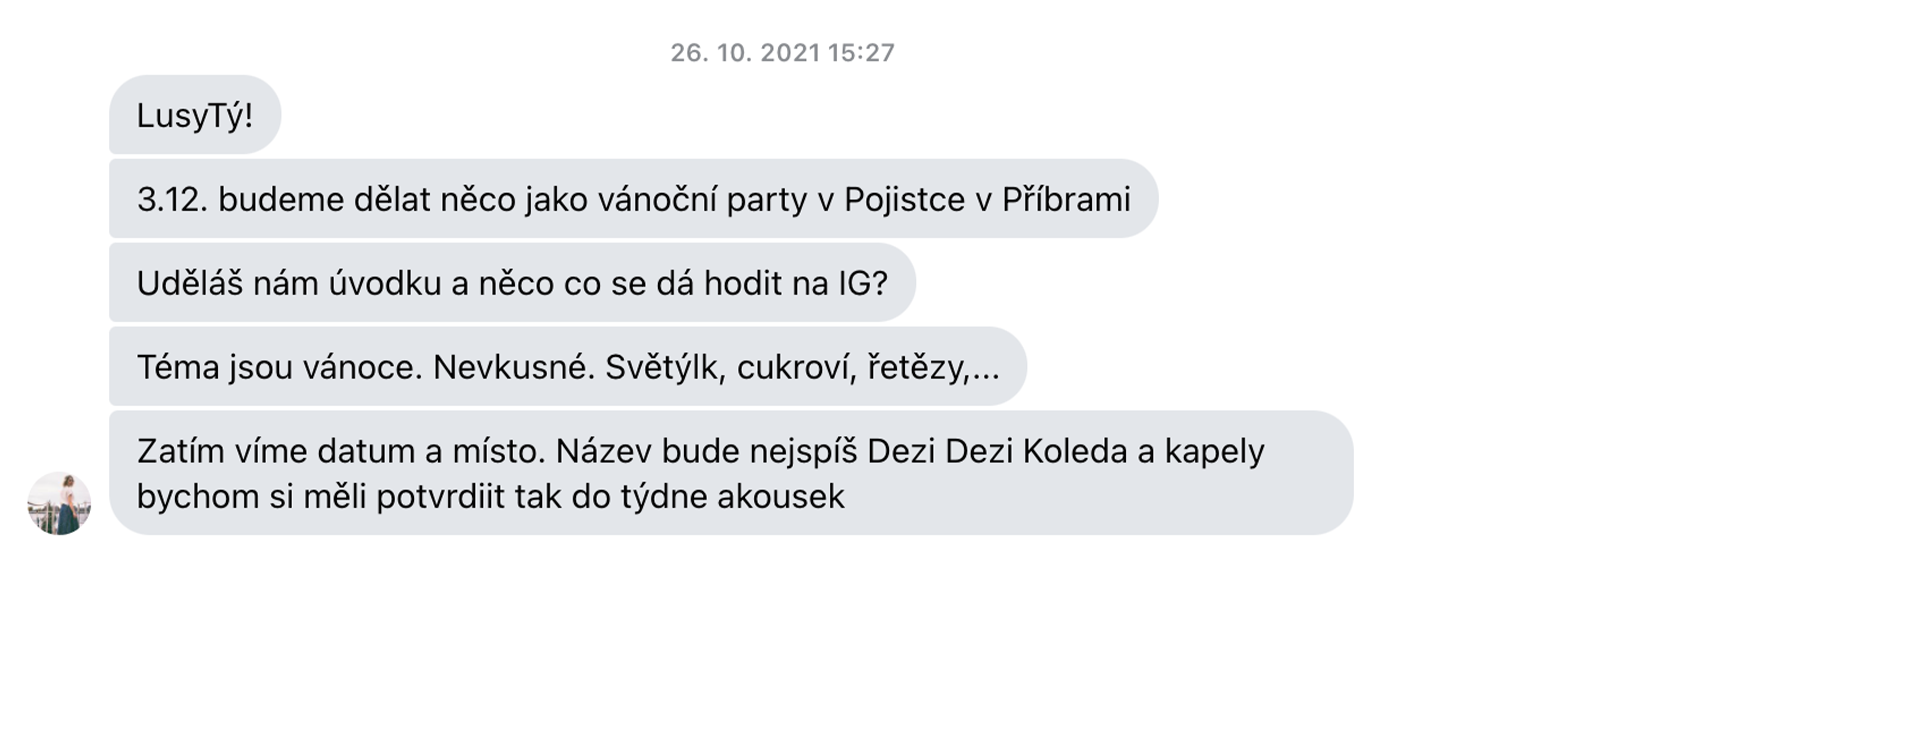 26. 10. 2021 15:27
LusyTý!
3.12. budeme dělat něco jako vánoční party v Pojistce v Příbrami
Uděláš nám úvodku a něco co se dá hodit na IG?
Téma jsou vánoce. Nevkusné. Světýlk, cukroví, řetězy,...
Zatím víme datum a místo. Název bude nejspíš Dezi Dezi Koleda a kapely
bychom si měli potvrdiit tak do týdne akousek